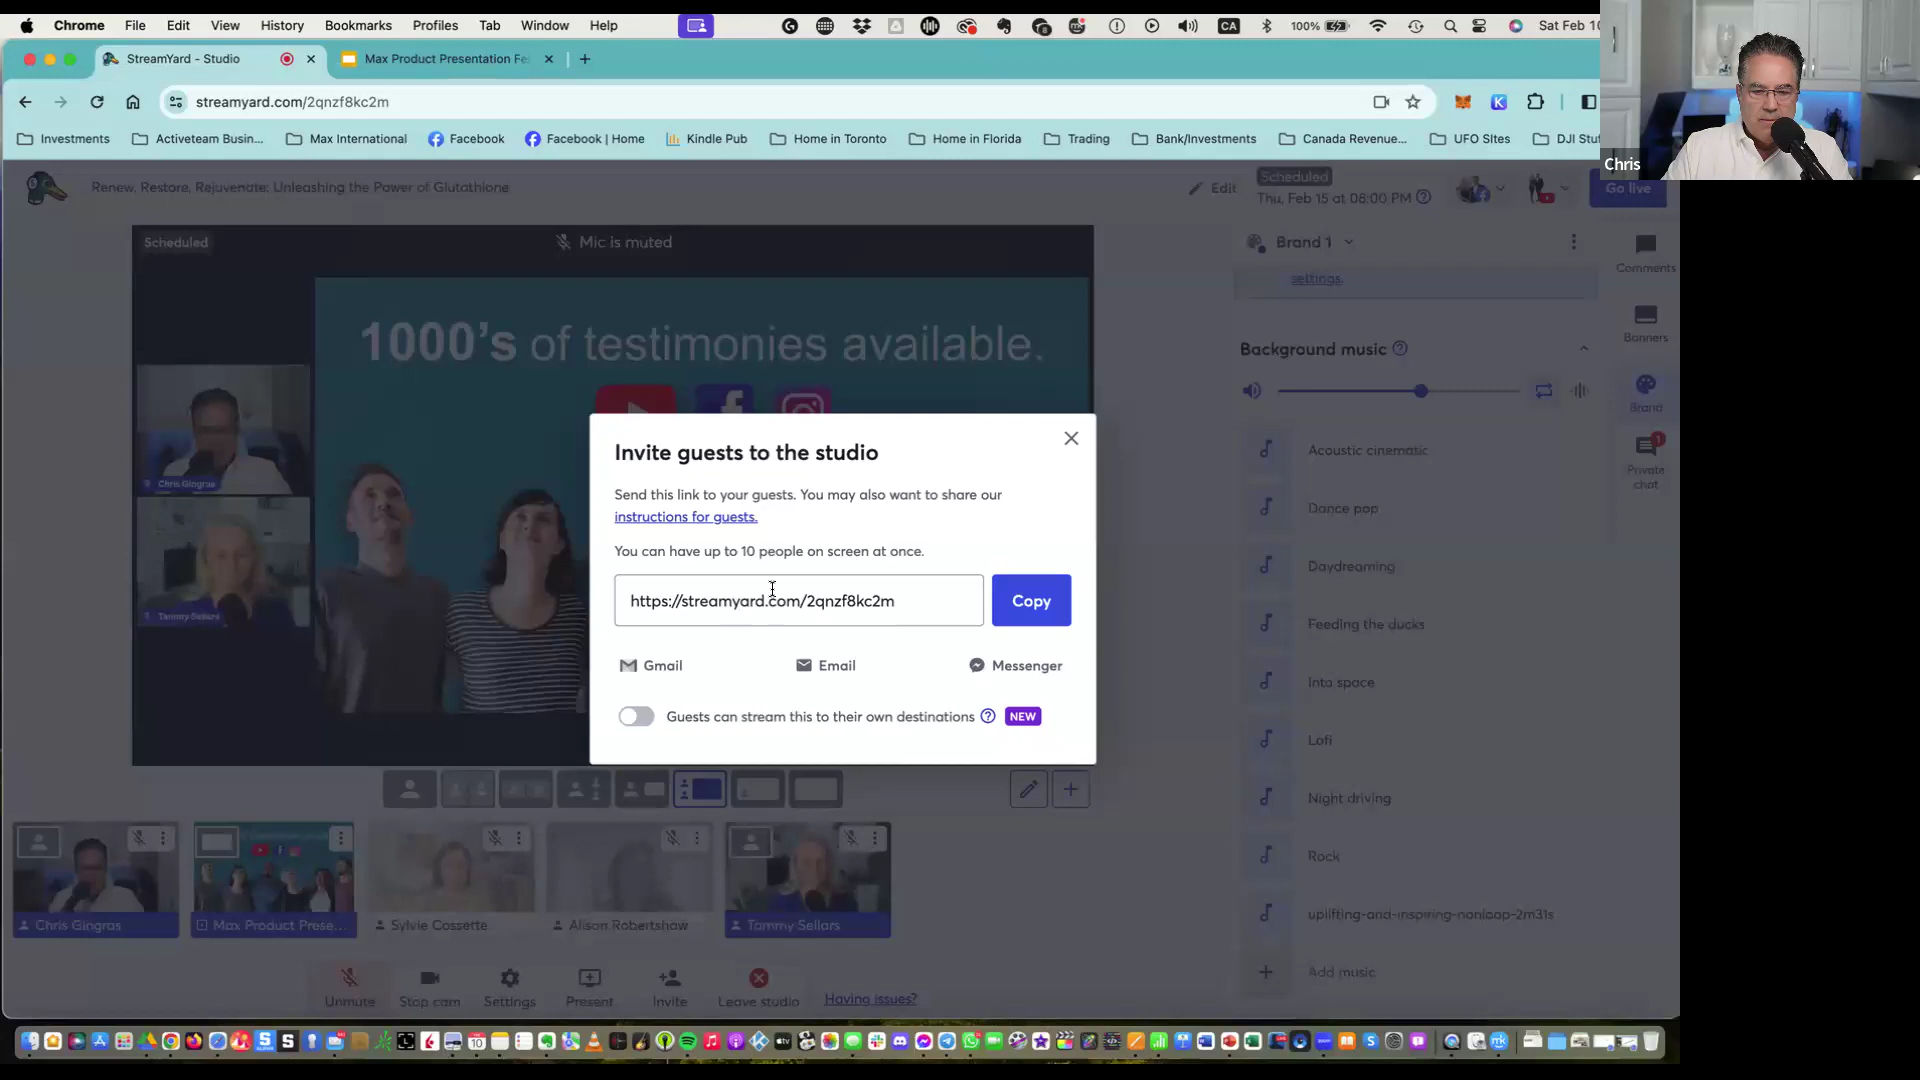 Chrome File Edit View History Bookmarks Profiles Tab Window Help CA 100% Sat Feb 10
StreamYard - Studio Max Product Presentation Fe
streamyard.com/2qnzf8kc2m
Investments Activeteam Busin... Max International Facebook Facebook | Home Kindle Pub Home in Toronto Home in Florida Trading Bank/Investments Canada Revenue... UFO SItes DJI Stu
Chris
Renew, Restore, Rejuvenate: Unleashing the Power of Glutathione
Edit
Scheduled
Thu, Feb 15 at 08:00 PM
Go live
Scheduled
Mic is muted
1000's of testimonies available.
Chris Gingras
Tammy Sellars
Invite guests to the studio
Send this link to your guests. You may also want to share our
instructions for guests.
You can have up to 10 people on screen at once.
https://streamyard.com/2qnzf8kc2m
Copy
Gmail Email Messenger
Guests can stream this to their own destinations NEW
Brand 1
settings.
Background music
Acoustic cinematic
Dance pop
Daydreaming
Feeding the ducks
Into space
Lofi
Night driving
Rock
uplifting-and-inspiring-nonloop-2m31s
Add music
Comments
Banners
Brand
1
Private
chat
Chris Gingras Max Product Prese... Sylvie Cossette Alison Robertshaw Tammy Sellars
Unmute Stop cam Settings Present Invite Leave studio Having issues?